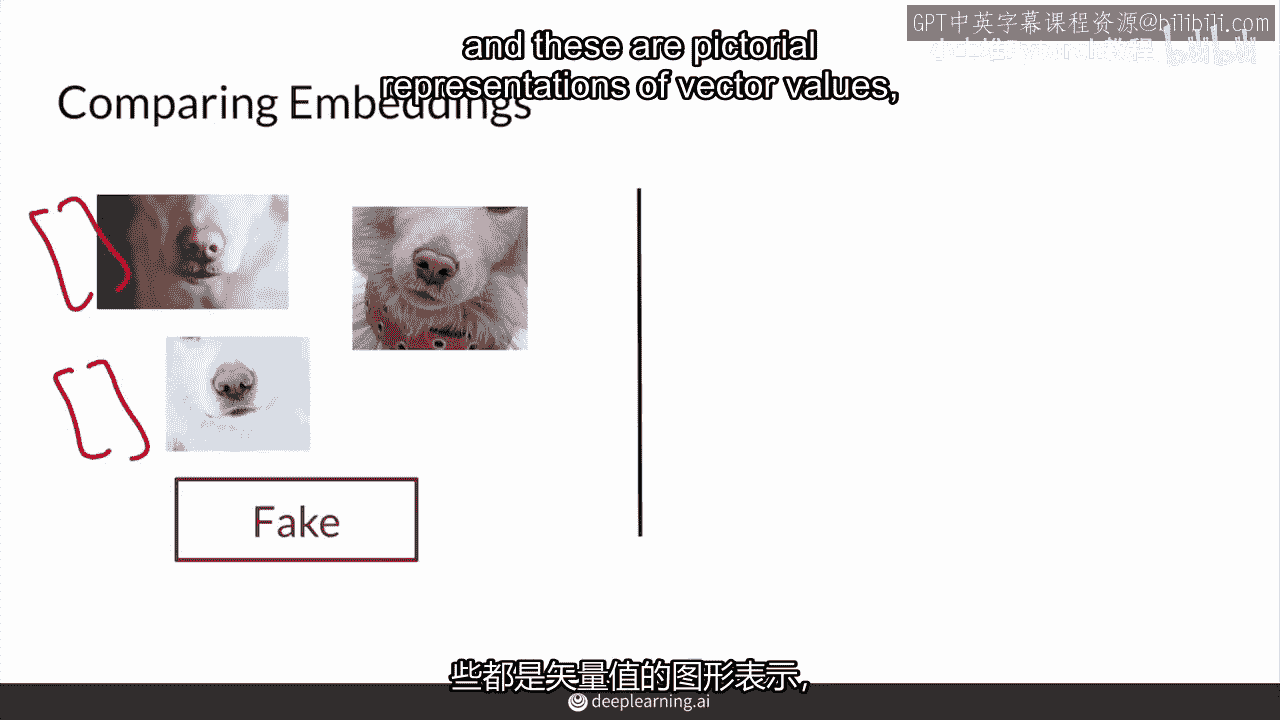 GPT中英字幕课程资源@bilibili.com
and these are pictorial
representations of vector values,
Comparing Embeddings
Fake
些都是矢量值的图形表示,
deeplearning.ai